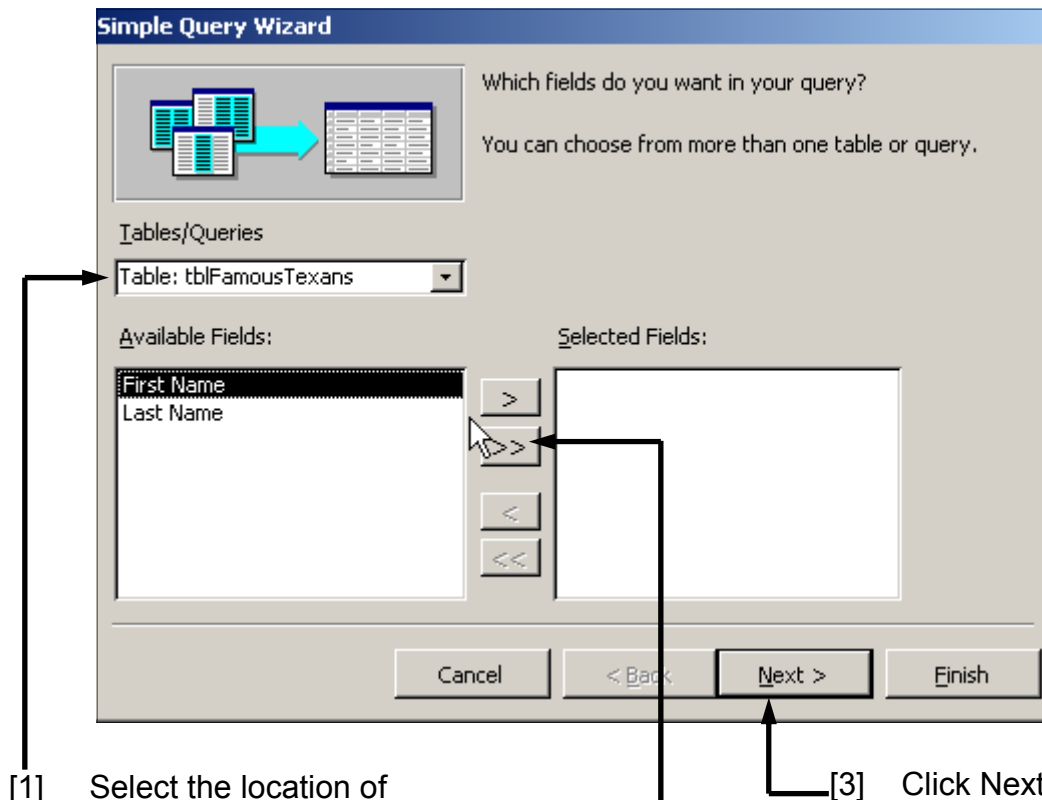 Simple Query Wizard
Which fields do you want in your query?
You can choose from more than one table or query.
Tables/Queries
Table: tblFamousTexans
Available Fields:
Selected Fields:
First Name
Last Name
>
>>
<
<<
Cancel
< Back
Next >
Finish
[1] Select the location of
[3] Click Next